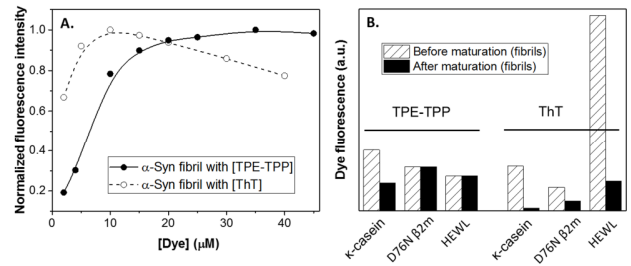 A.
Normalized fluorescence intensity
1.0
0.8
0.6
0.4
0.2
α-Syn fibril with [TPE-TPP]
α-Syn fibril with [ThT]
0
10
20
30
40
[Dye] (μM)
B.
Dye fluorescence (a.u.)
Before maturation (fibrils)
After maturation (fibrils)
TPE-TPP
ThT
κ-casein
D76N β2m
HEWL
κ-casein
D76N β2m
HEWL